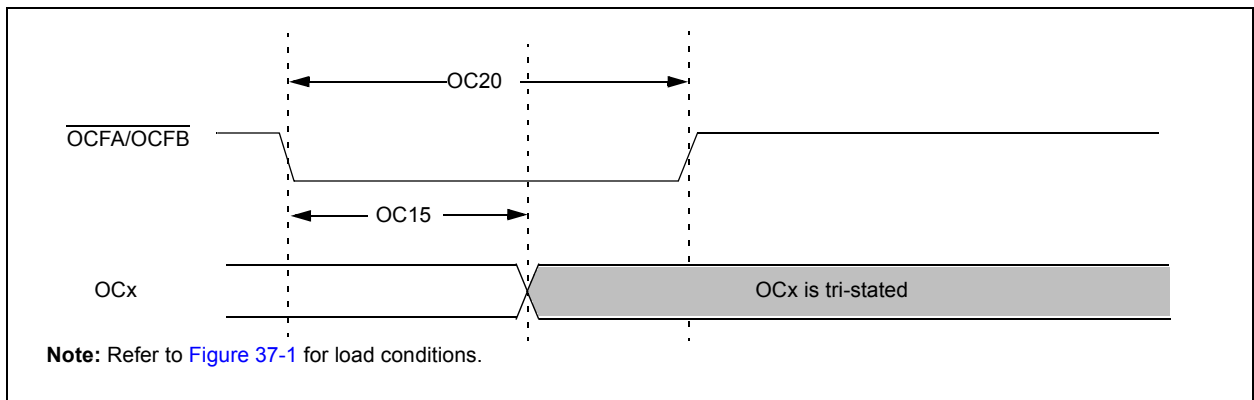 OC20
OCFA/OCFB
OC15
OCx
OCx is tri-stated
Note: Refer to Figure 37-1 for load conditions.